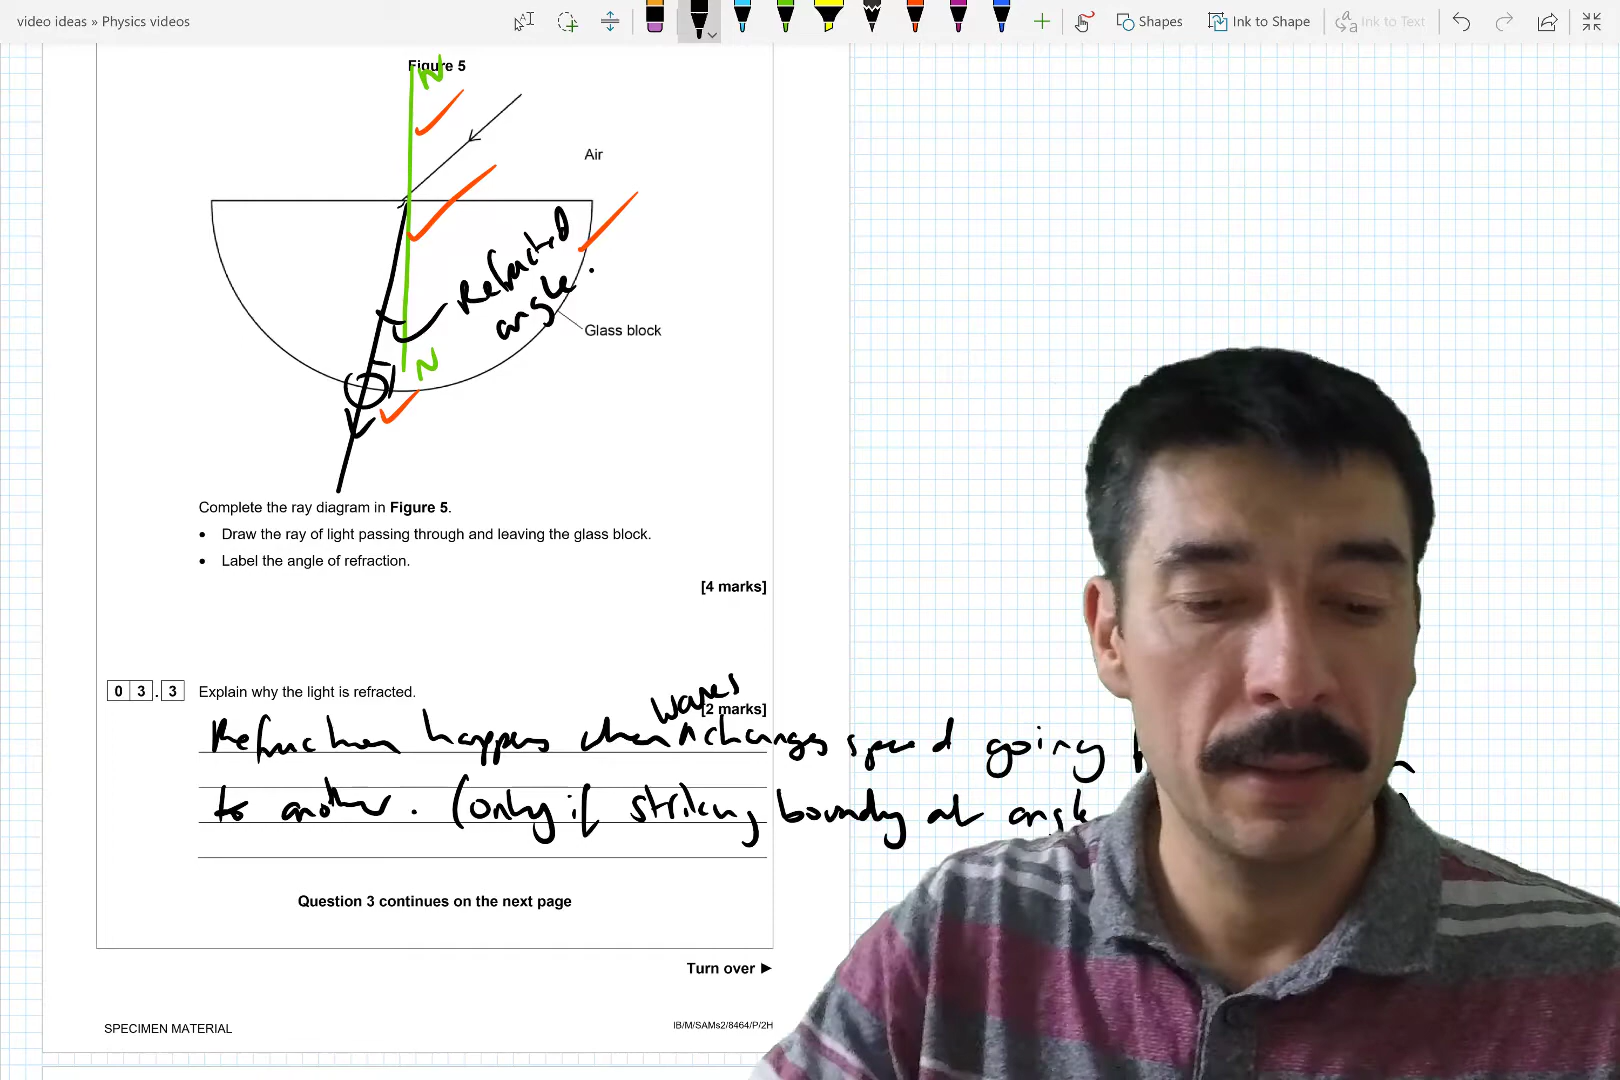 video ideas » Physics videos
Shapes
Ink to Shape
Ink to Text
Figure 5
N
Air
Refracted
angle.
Glass block
N
Complete the ray diagram in Figure 5.
• Draw the ray of light passing through and leaving the glass block.
• Label the angle of refraction.
[4 marks]
0 3 . 3 Explain why the light is refracted.
[2 marks]
waves
Refraction happens when ʌ changes speed going
to another. (only if striking boundy at angle
Question 3 continues on the next page
Turn over ►
SPECIMEN MATERIAL
IB/M/SAMs2/8464/P/2H